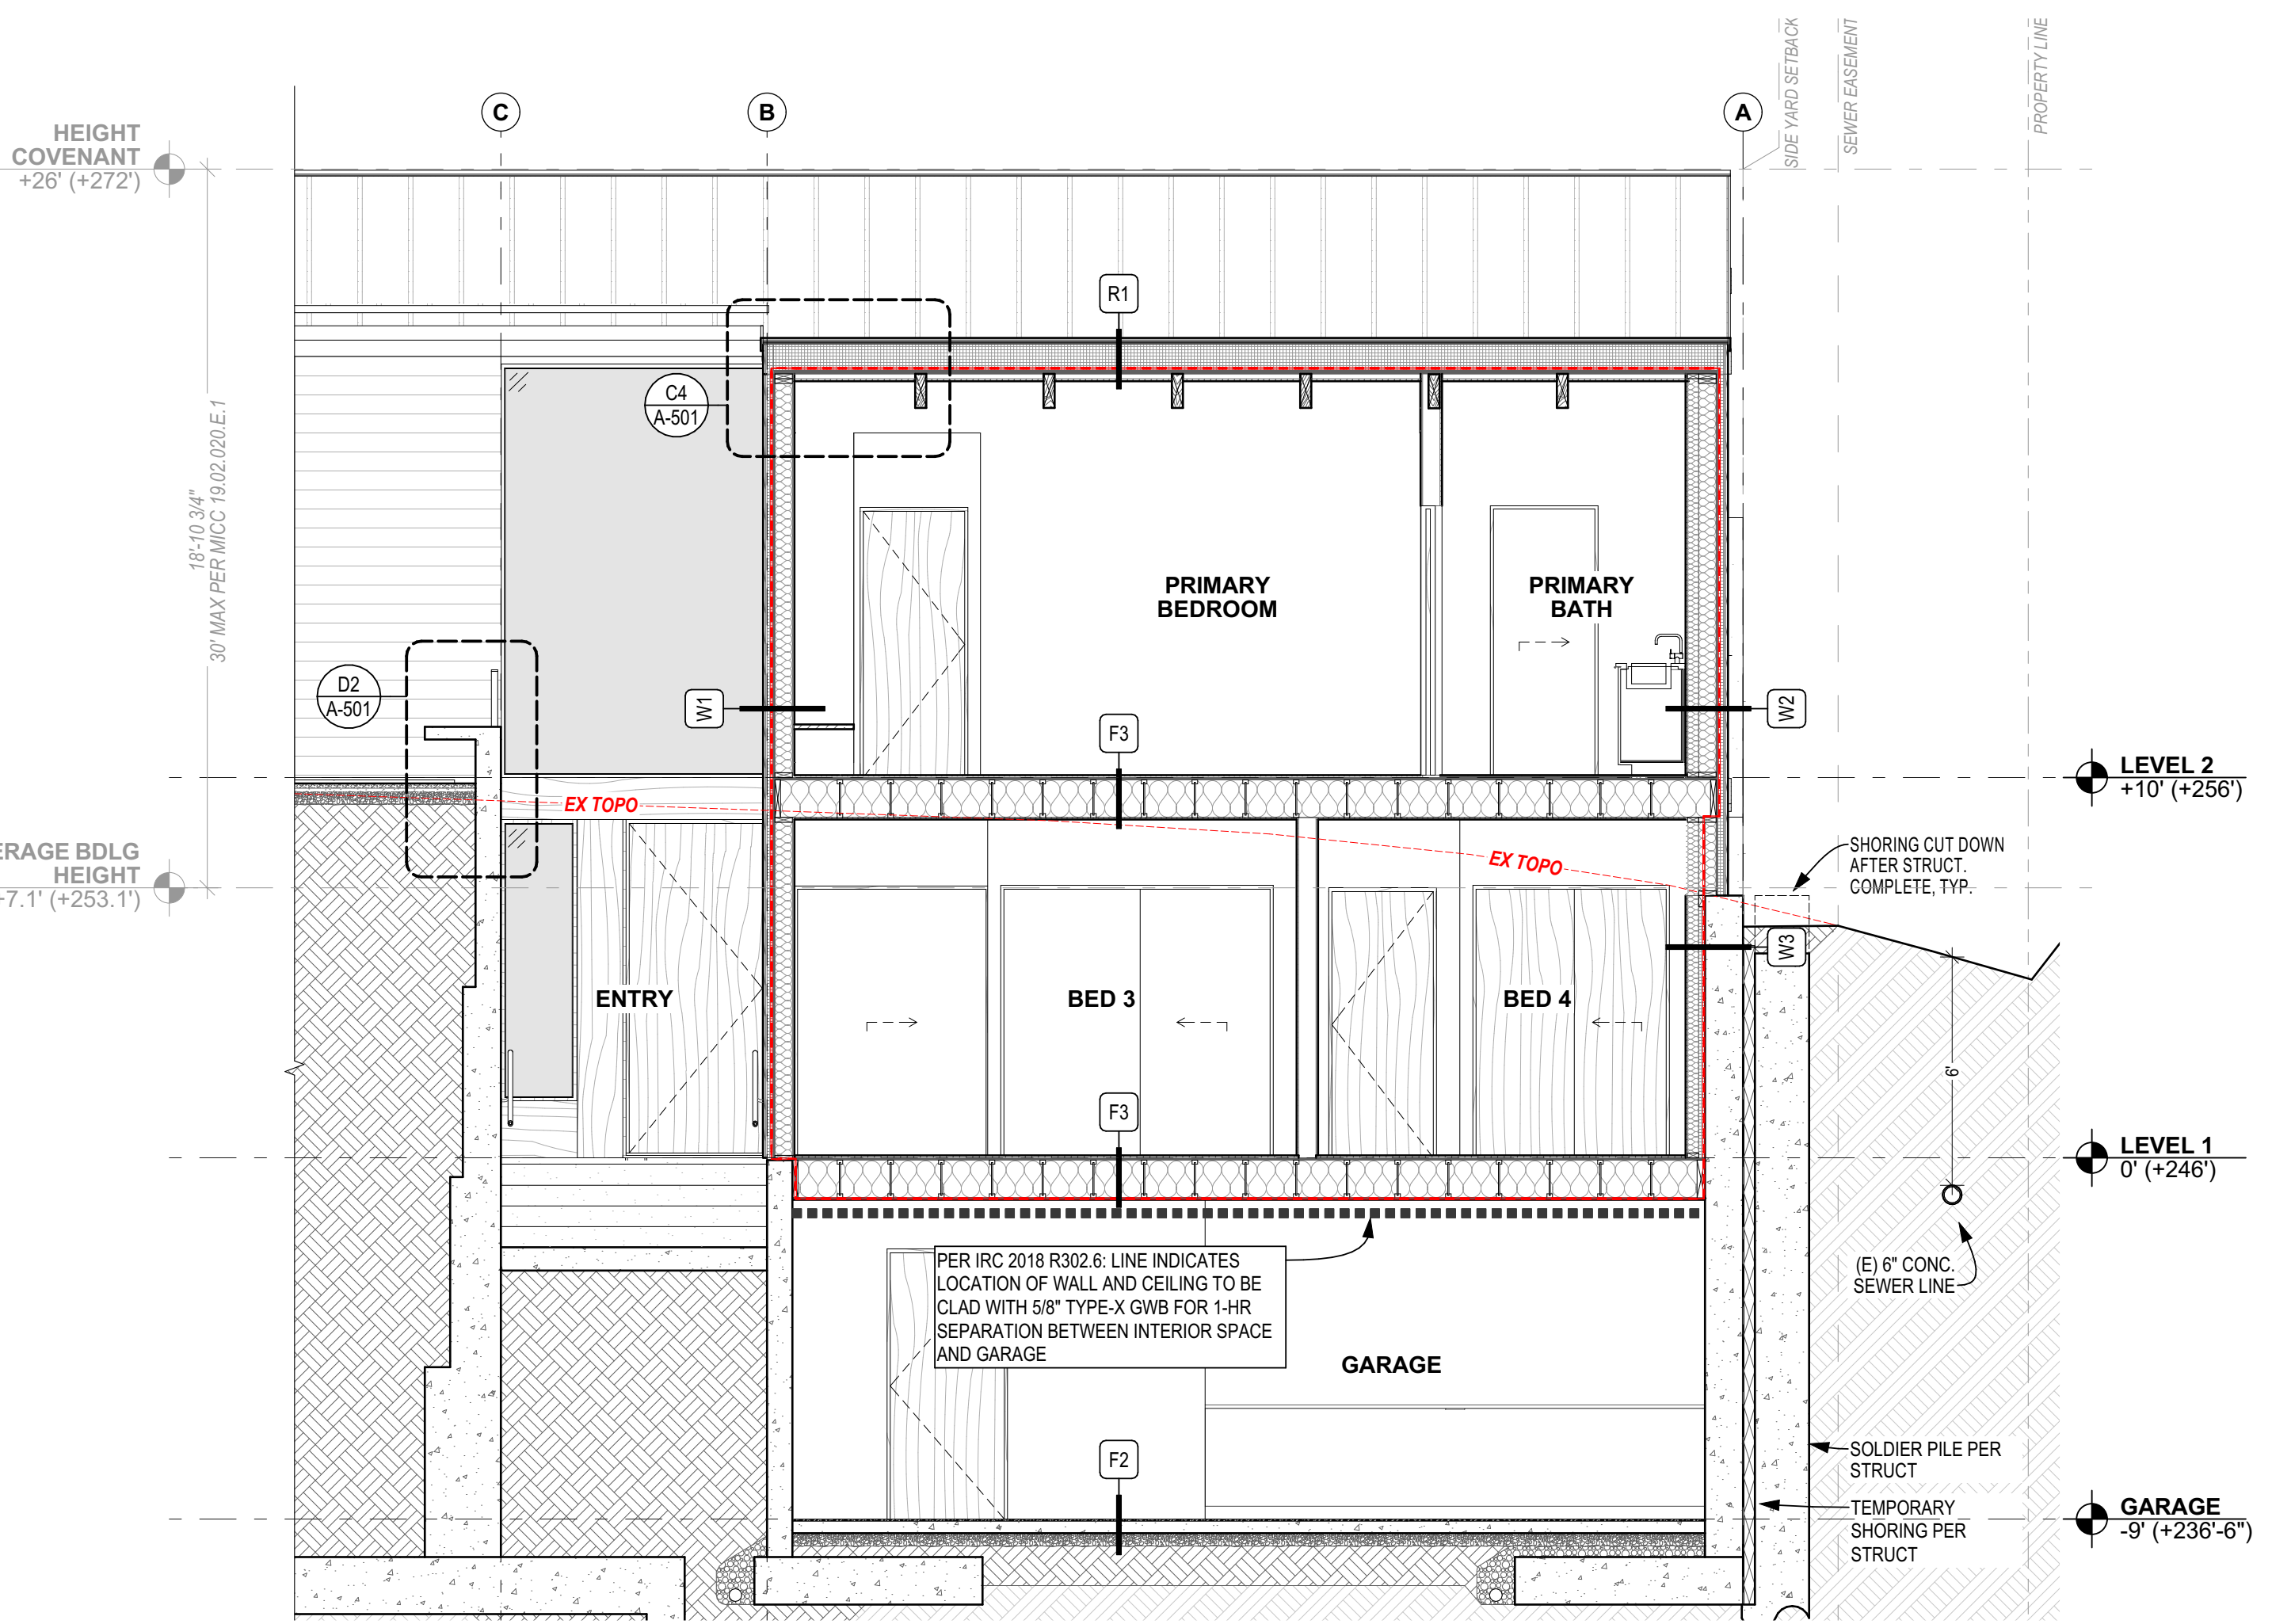 SIDE YARD SETBACK
SEWER EASEMENT
PROPERTY LINE
C
B
A
HEIGHT
COVENANT
+26' (+272')
R1
C4
A-501
18'-10 3/4"
30' MAX PER MICC 19.02.020.E.1
PRIMARY
BEDROOM
PRIMARY
BATH
D2
A-501
W1
F3
W2
LEVEL 2
+10' (+256')
EX TOPO
EX TOPO
ERAGE BDLG
HEIGHT
+7.1' (+253.1')
SHORING CUT DOWN
AFTER STRUCT.
COMPLETE, TYP.
W3
ENTRY
BED 3
BED 4
6'
F3
LEVEL 1
0' (+246')
PER IRC 2018 R302.6: LINE INDICATES
LOCATION OF WALL AND CEILING TO BE
CLAD WITH 5/8" TYPE-X GWB FOR 1-HR
SEPARATION BETWEEN INTERIOR SPACE
AND GARAGE
(E) 6" CONC.
SEWER LINE
GARAGE
F2
SOLDIER PILE PER
STRUCT
TEMPORARY
SHORING PER
STRUCT
GARAGE
-9' (+236'-6")